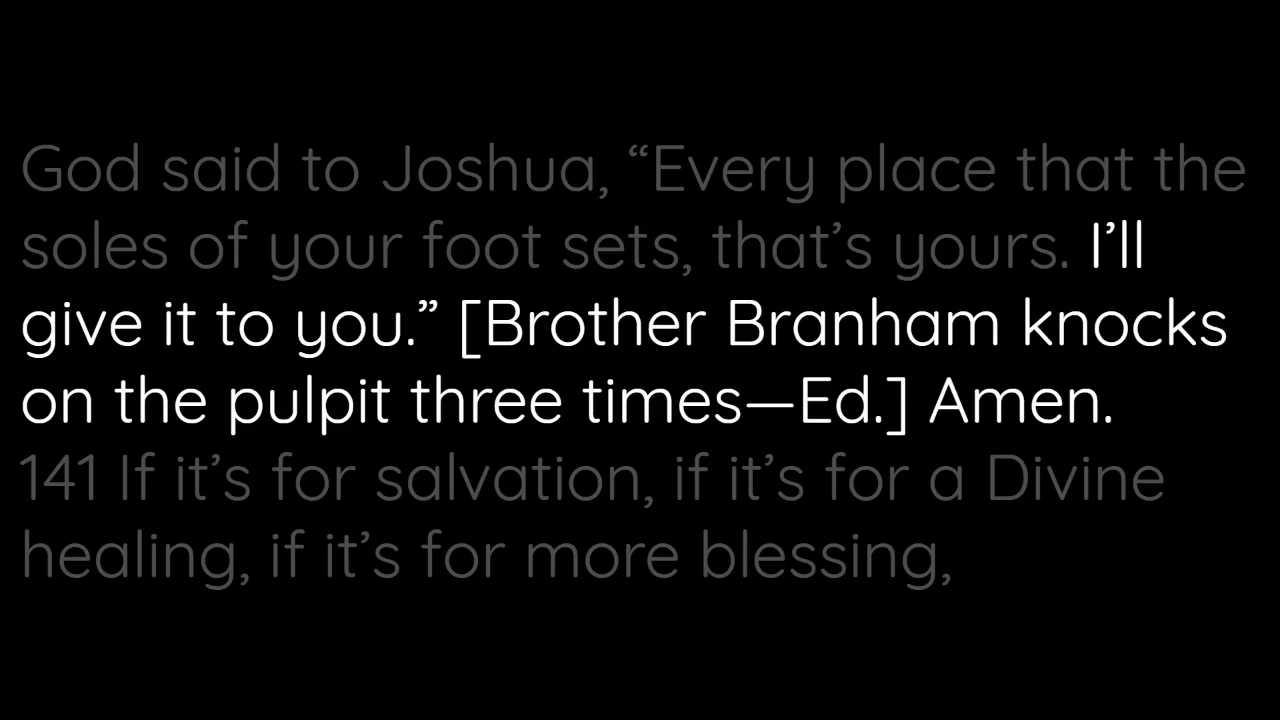 God said to Joshua, “Every place that the
soles of your foot sets, that’s yours. I’ll
give it to you.” [Brother Branham knocks
on the pulpit three times—Ed.] Amen.
141 If it’s for salvation, if it’s for a Divine
healing, if it’s for more blessing,